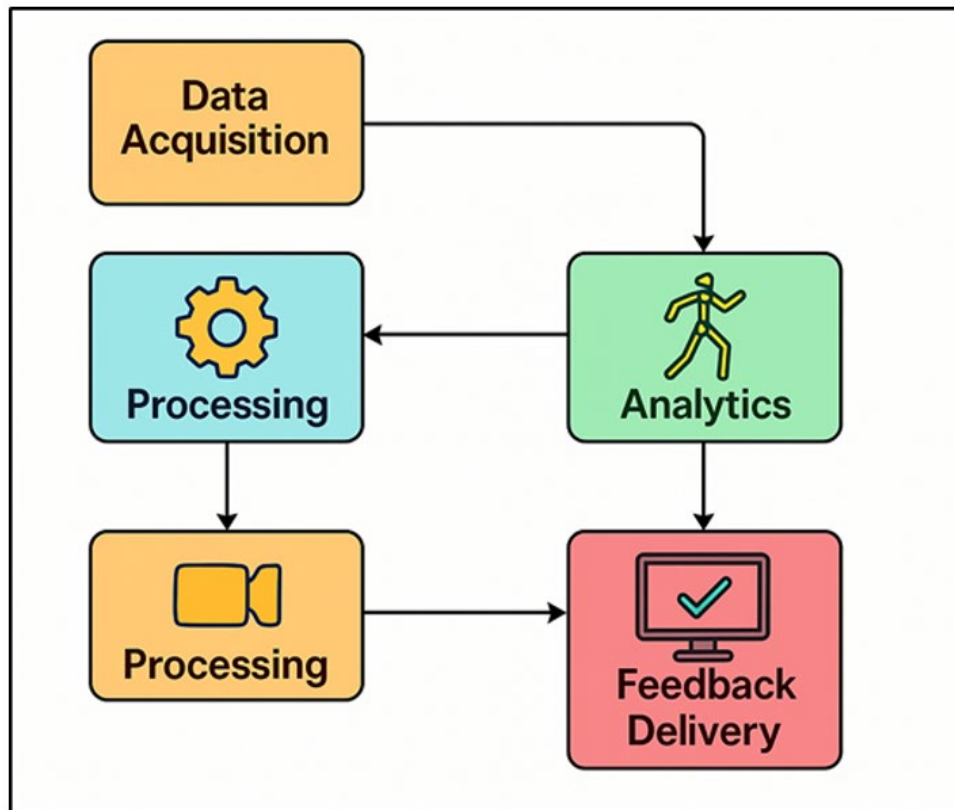 Data
Acquisition
Processing
Analytics
Processing
Feedback
Delivery